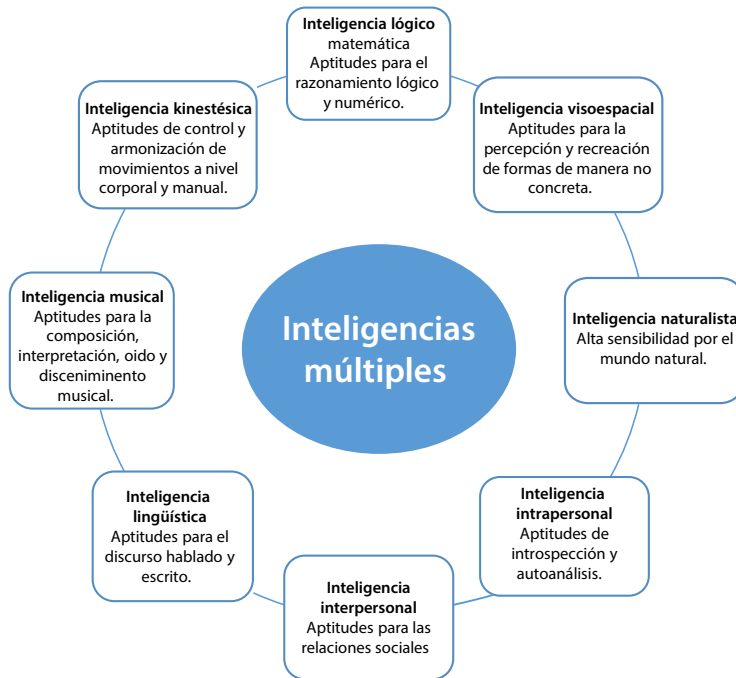 Inteligencia lógico
matemática
Aptitudes para el
razonamiento lógico
y numérico.
Inteligencia visoespacial
Aptitudes para la
percepción y recreación
de formas de manera no
concreta.
Inteligencia naturalista
Alta sensibilidad por el
mundo natural.
Inteligencia
intrapersonal
Aptitudes de
introspección y
autoanálisis.
Inteligencia
interpersonal
Aptitudes para las
relaciones sociales
Inteligencia
lingüística
Aptitudes para el
discurso hablado y
escrito.
Inteligencia musical
Aptitudes para la
composición,
interpretación, oido y
disceniminento
musical.
Inteligencia kinestésica
Aptitudes de control y
armonización de
movimientos a nivel
corporal y manual.
Inteligencias
múltiples